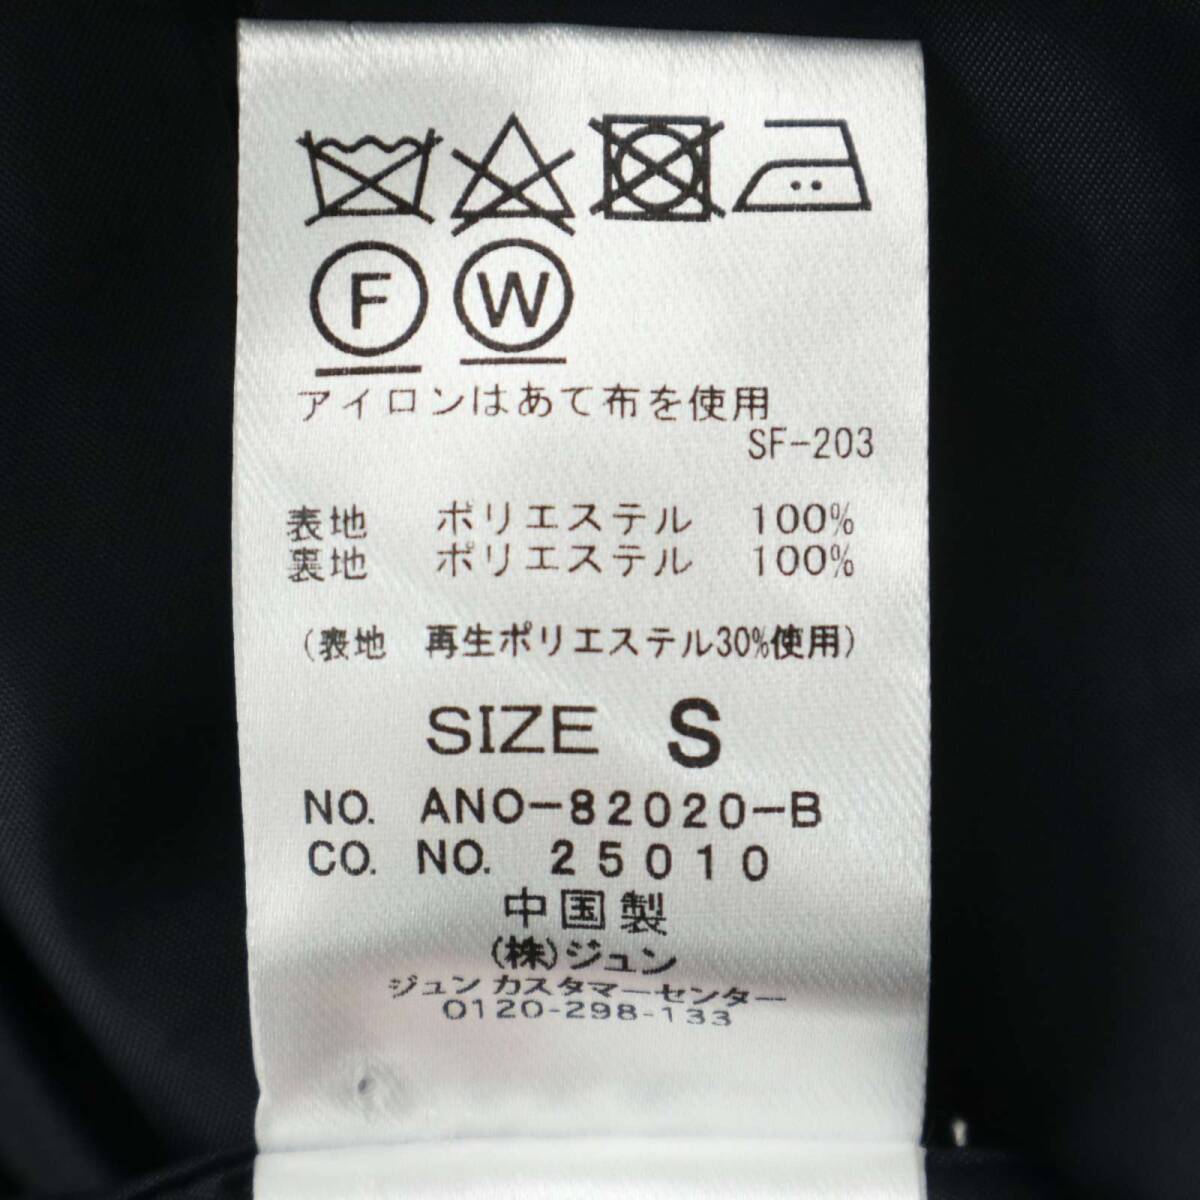 F W
アイロンはあて布を使用
SF-203
表地 ポリエステル 100%
裏地 ポリエステル 100%
(表地 再生ポリエステル30%使用)
SIZE S
NO. ANO-82020-B
CO. NO. 25010
中国製
(株)ジュン
ジュン カスタマーセンター
0120-298-133